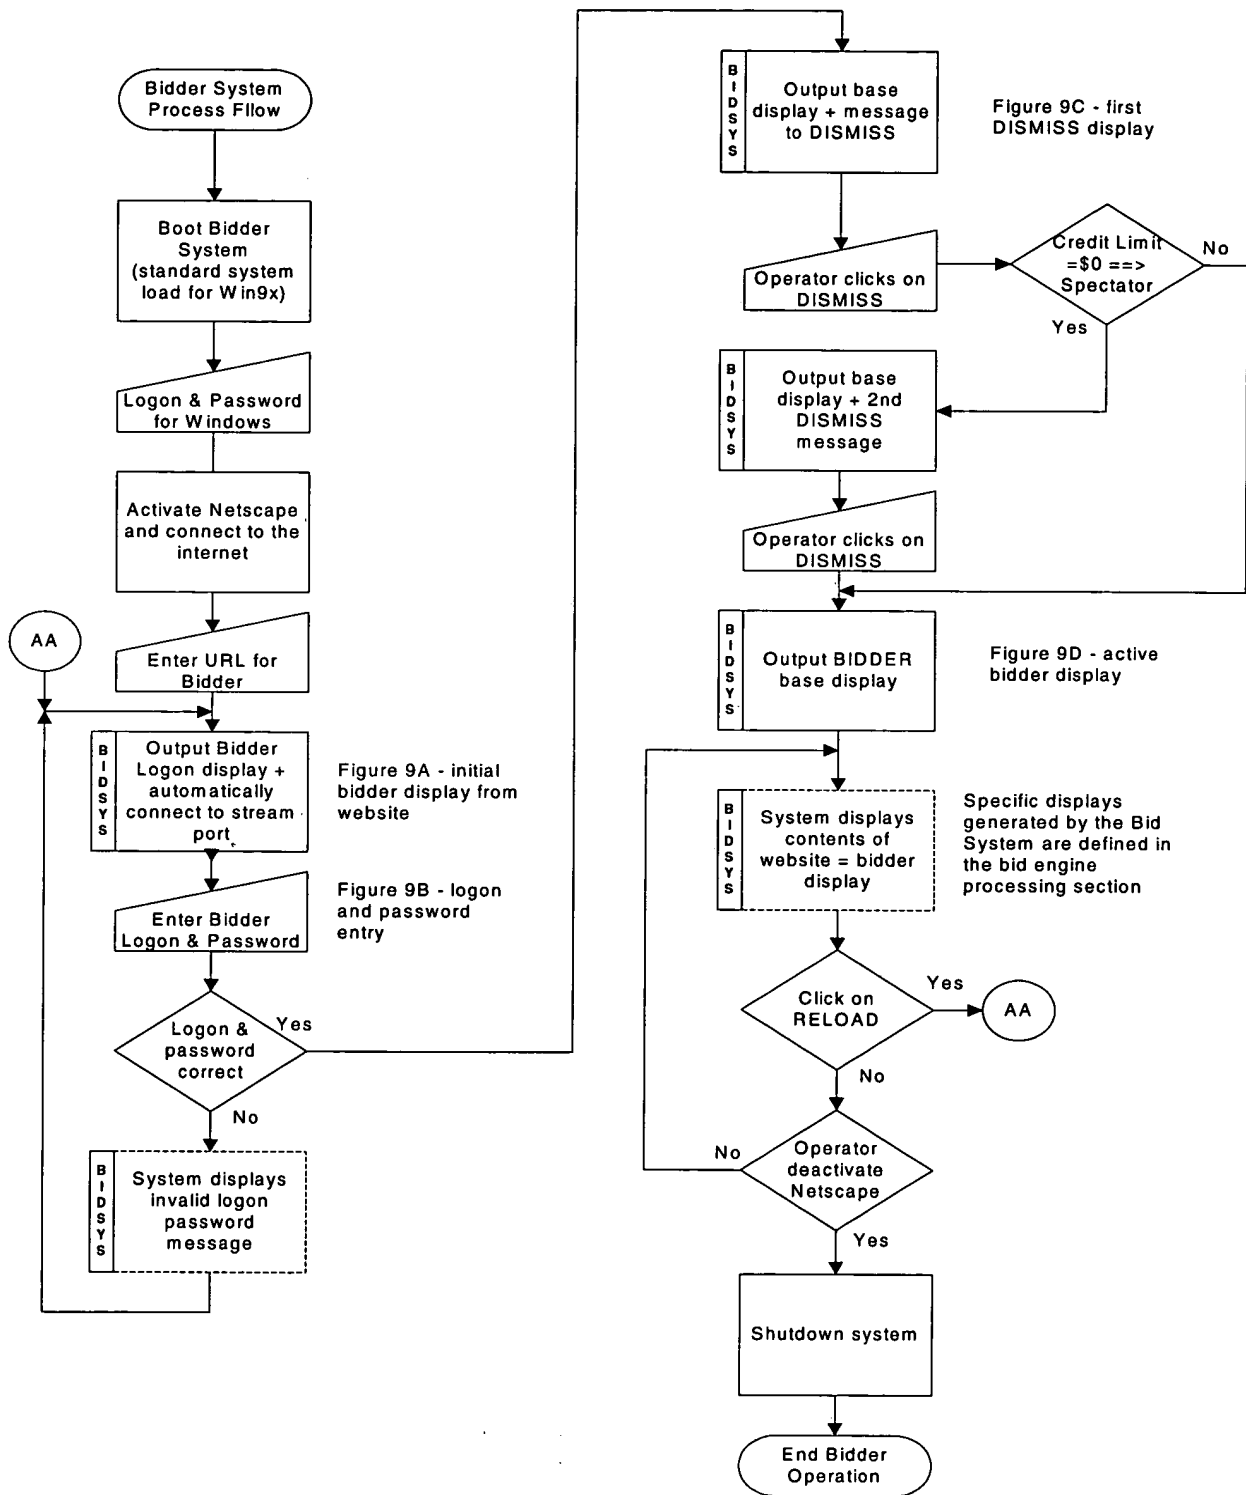 Bidder System
Process Fllow
Boot Bidder
System
(standard system
load for Win9x)
Logon & Password
for Windows
Activate Netscape
and connect to the
internet
AA
Enter URL for
Bidder
BIDSYS
Output Bidder
Logon display +
automatically
connect to stream
port
Figure 9A - initial
bidder display from
website
Enter Bidder
Logon & Password
Figure 9B - logon
and password
entry
Logon &
password
correct
Yes
No
BIDSYS
System displays
invalid logon
password
message
BIDSYS
Output base
display + message
to DISMISS
Figure 9C - first
DISMISS display
Operator clicks on
DISMISS
Credit Limit
=$0 ==>
Spectator
No
Yes
BIDSYS
Output base
display + 2nd
DISMISS
message
Operator clicks on
DISMISS
BIDSYS
Output BIDDER
base display
Figure 9D - active
bidder display
BIDSYS
System displays
contents of
website = bidder
display
Specific displays
generated by the Bid
System are defined in
the bid engine
processing section
Click on
RELOAD
Yes
AA
No
Operator
deactivate
Netscape
No
Yes
Shutdown system
End Bidder
Operation